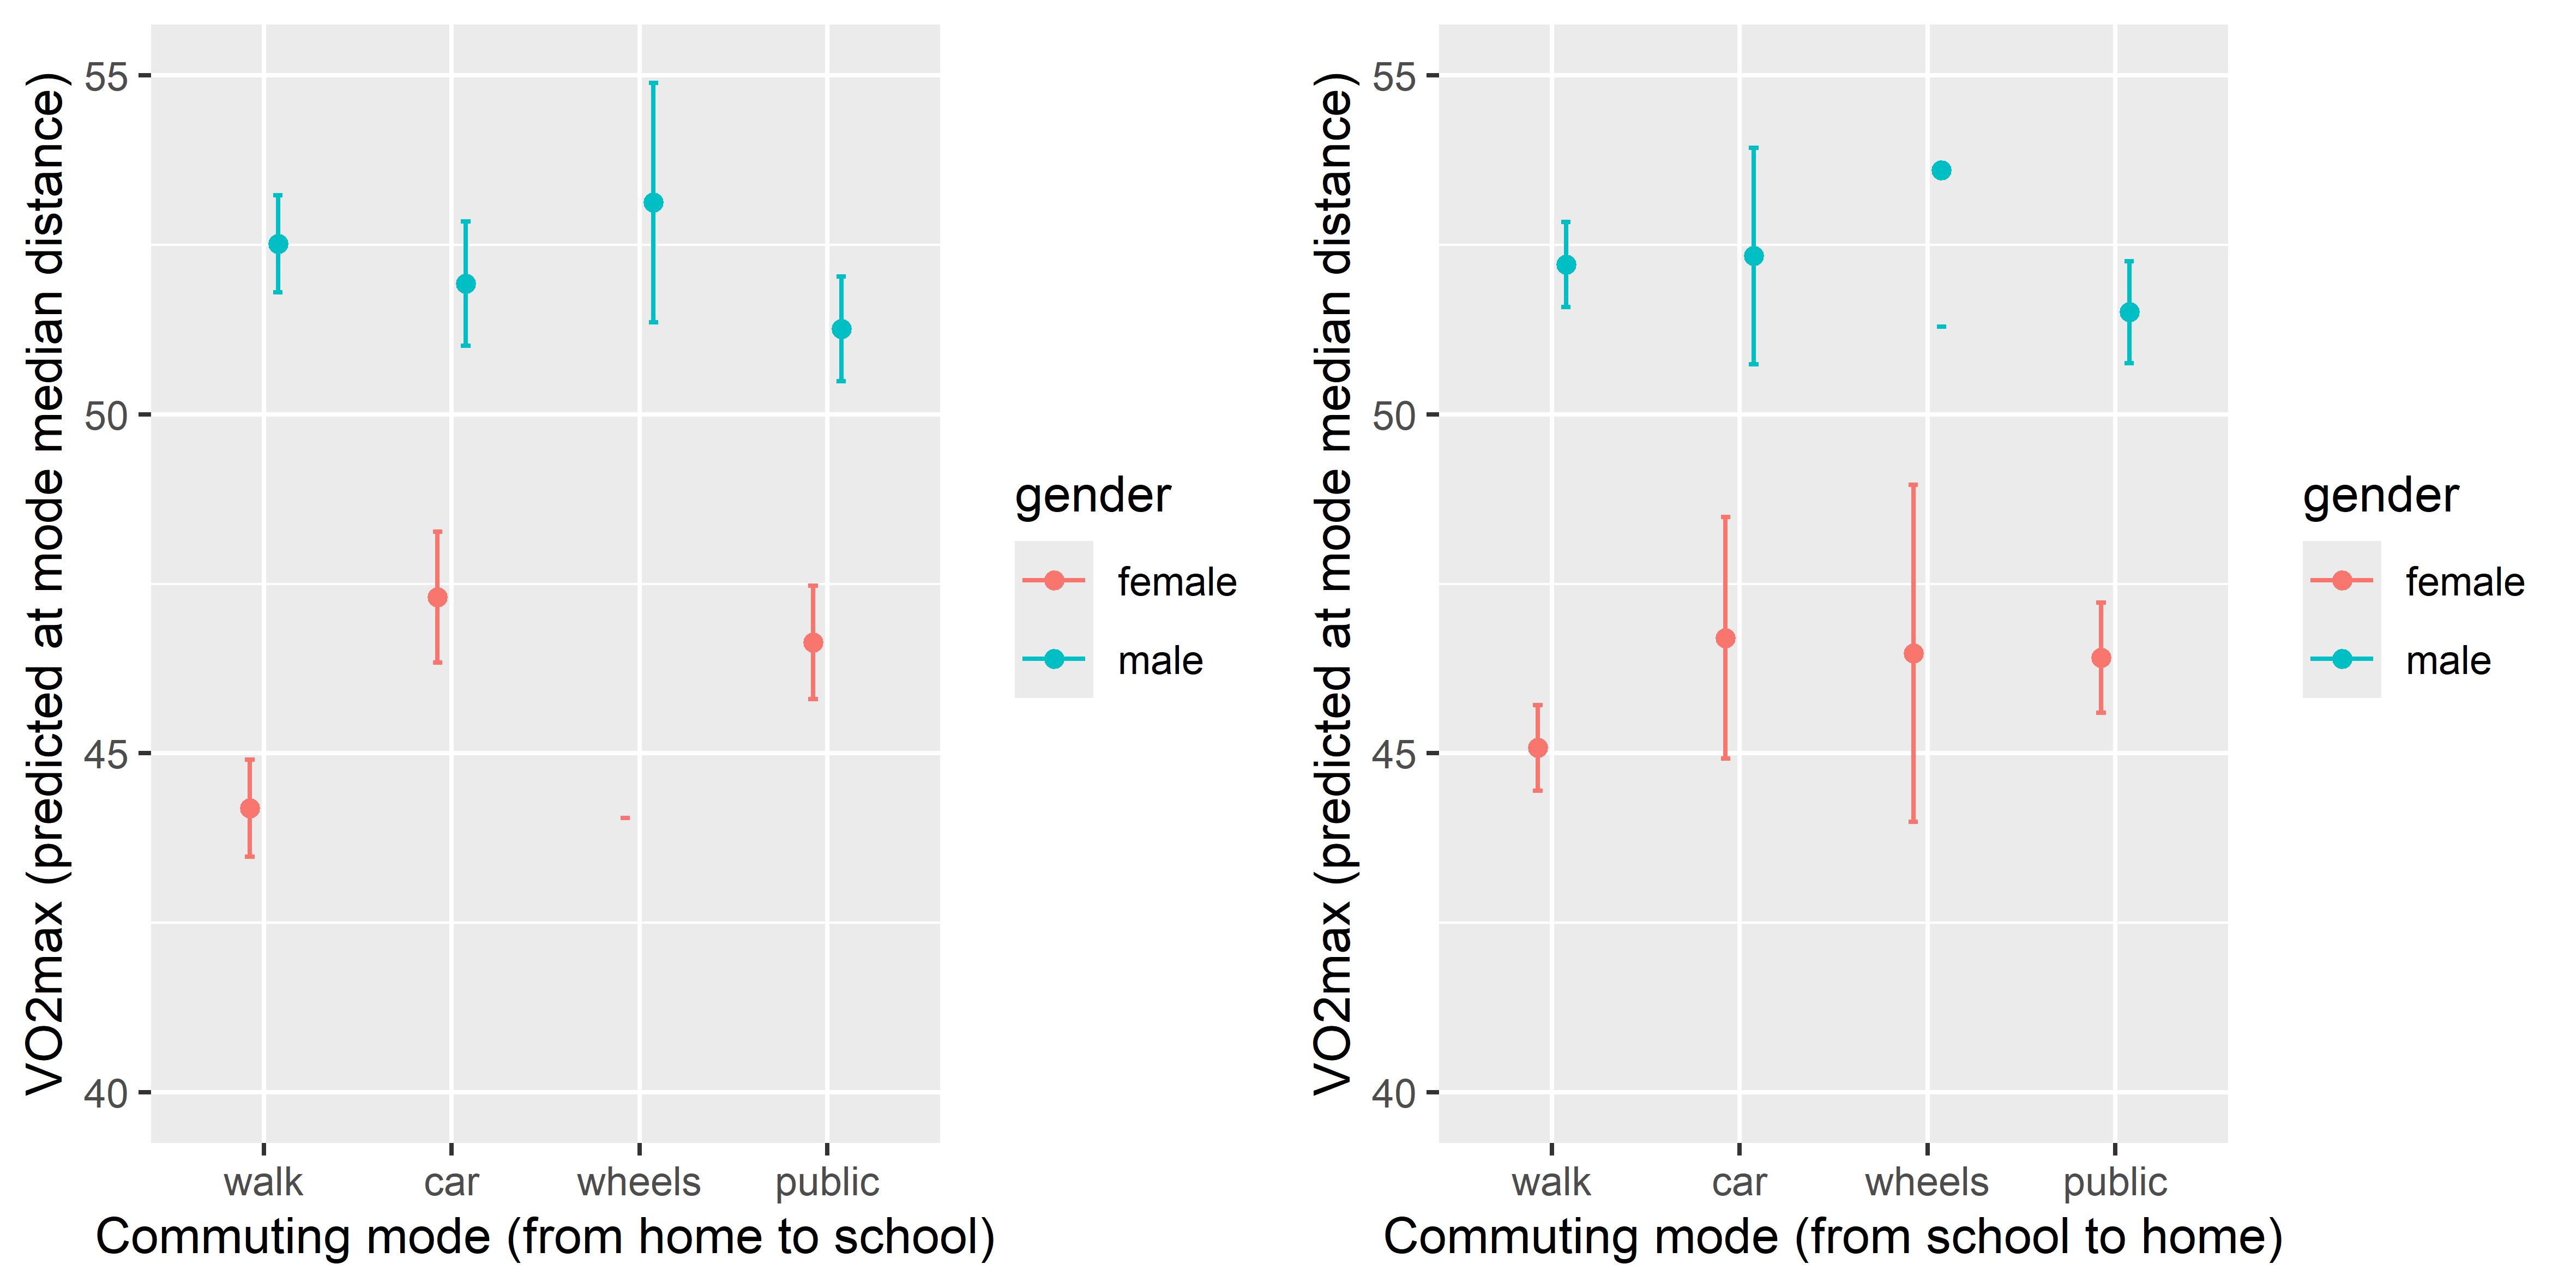 VO2max (predicted at mode median distance)
55
50
45
40
walk car wheels public
Commuting mode (from home to school)
gender
female
male
VO2max (predicted at mode median distance)
55
50
45
40
walk car wheels public
Commuting mode (from school to home)
gender
female
male